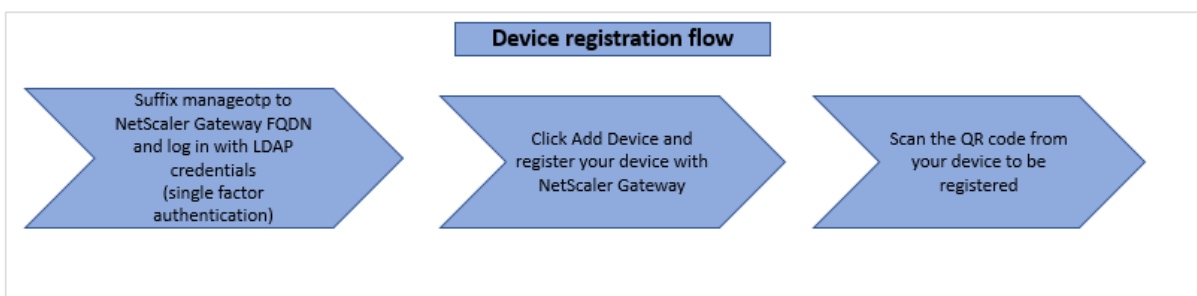 Device registration flow
Suffix manageotp to
NetScaler Gateway FQDN
and log in with LDAP
credentials
(single factor
authentication)
Click Add Device and
register your device with
NetScaler Gateway
Scan the QR code from
your device to be
registered